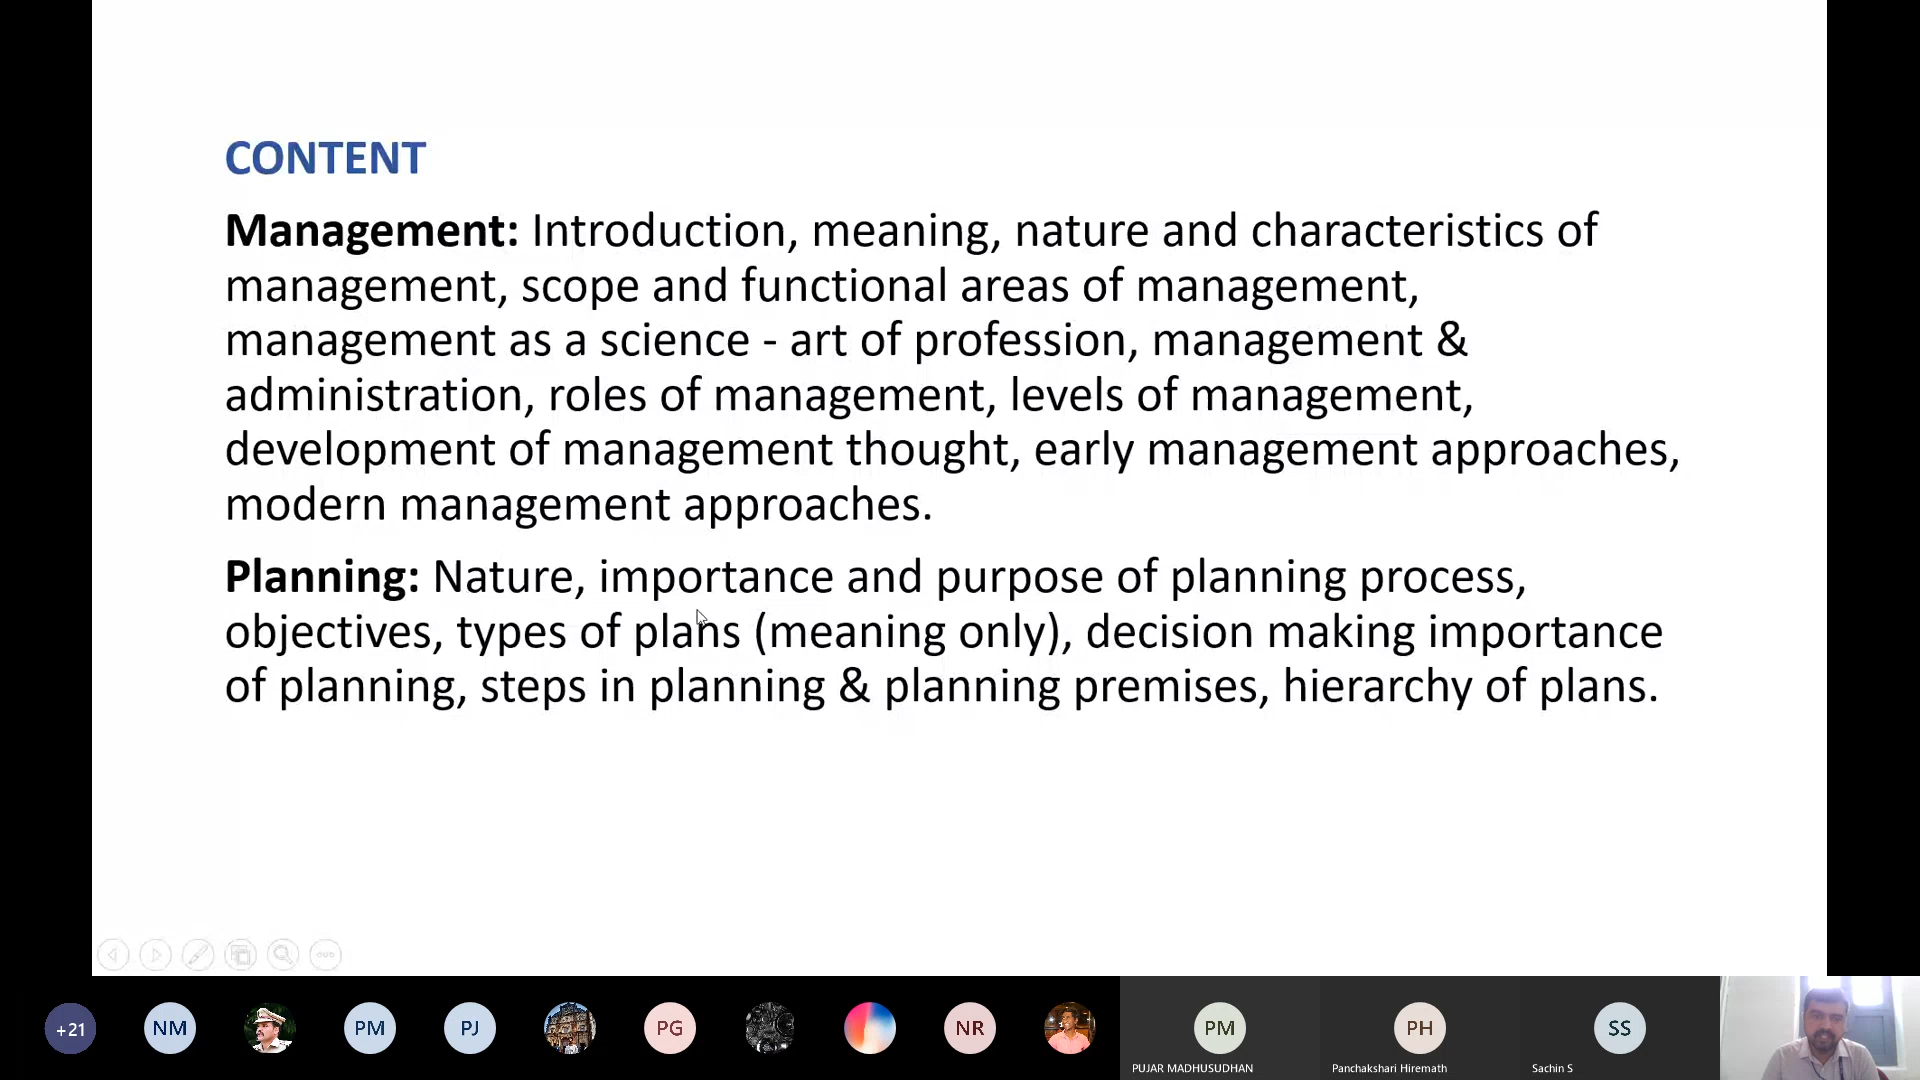 CONTENT
Management: Introduction, meaning, nature and characteristics of
management, scope and functional areas of management,
management as a science - art of profession, management &
administration, roles of management, levels of management,
development of management thought, early management approaches,
modern management approaches.
Planning: Nature, importance and purpose of planning process,
objectives, types of plans (meaning only), decision making importance
of planning, steps in planning & planning premises, hierarchy of plans.
+21
NM
PM
PJ
PG
NR
PM
PH
SS
PUJAR MADHUSUDHAN
Panchakshari Hiremath
Sachin S